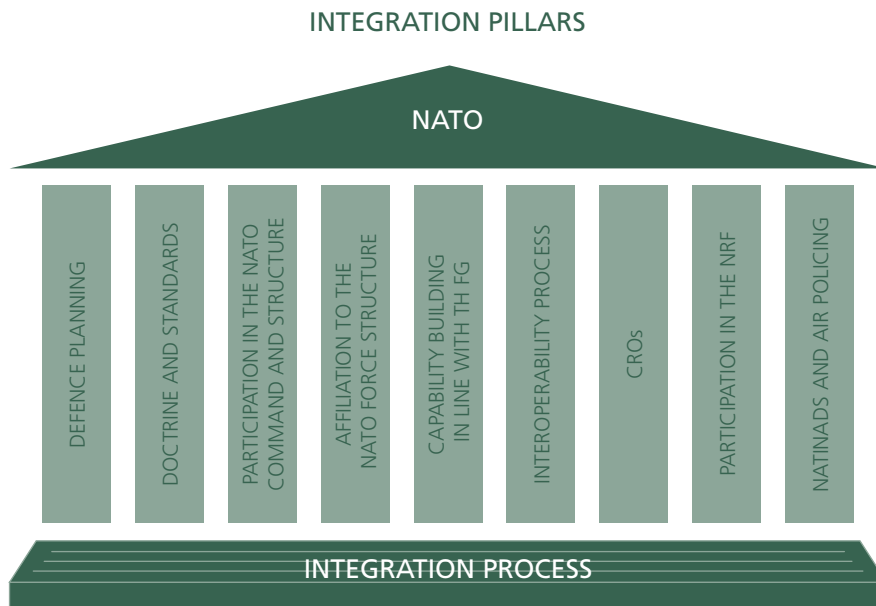 INTEGRATION PILLARS
NATO
DEFENCE PLANNING
DOCTRINE AND STANDARDS
PARTICIPATION IN THE NATO
COMMAND AND STRUCTURE
AFFILIATION TO THE
NATO FORCE STRUCTURE
CAPABILITY BUILDING
IN LINE WITH TH FG
INTEROPERABILITY PROCESS
CROs
PARTICIPATION IN THE NRF
NATINADS AND AIR POLICING
INTEGRATION PROCESS